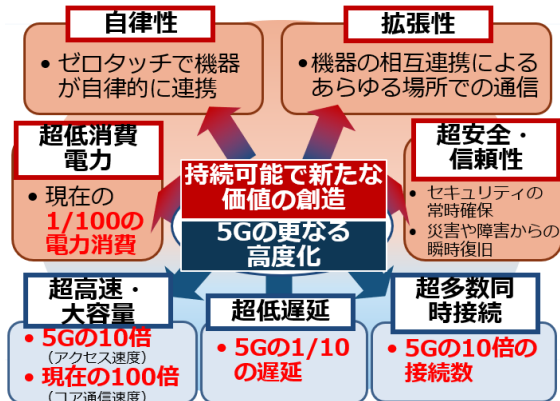 自律性
• ゼロタッチで機器
が自律的に連携
拡張性
• 機器の相互連携による
あらゆる場所での通信
超低消費
電力
• 現在の
1/100の
電力消費
持続可能で新たな
価値の創造
5Gの更なる
高度化
超安全・
信頼性
• セキュリティの
常時確保
• 災害や障害からの
瞬時復旧
超高速・
大容量
• 5Gの10倍
（アクセス速度）
• 現在の100倍
（コア通信速度）
超低遅延
• 5Gの1/10
の遅延
超多数同
時接続
• 5Gの10倍の
接続数